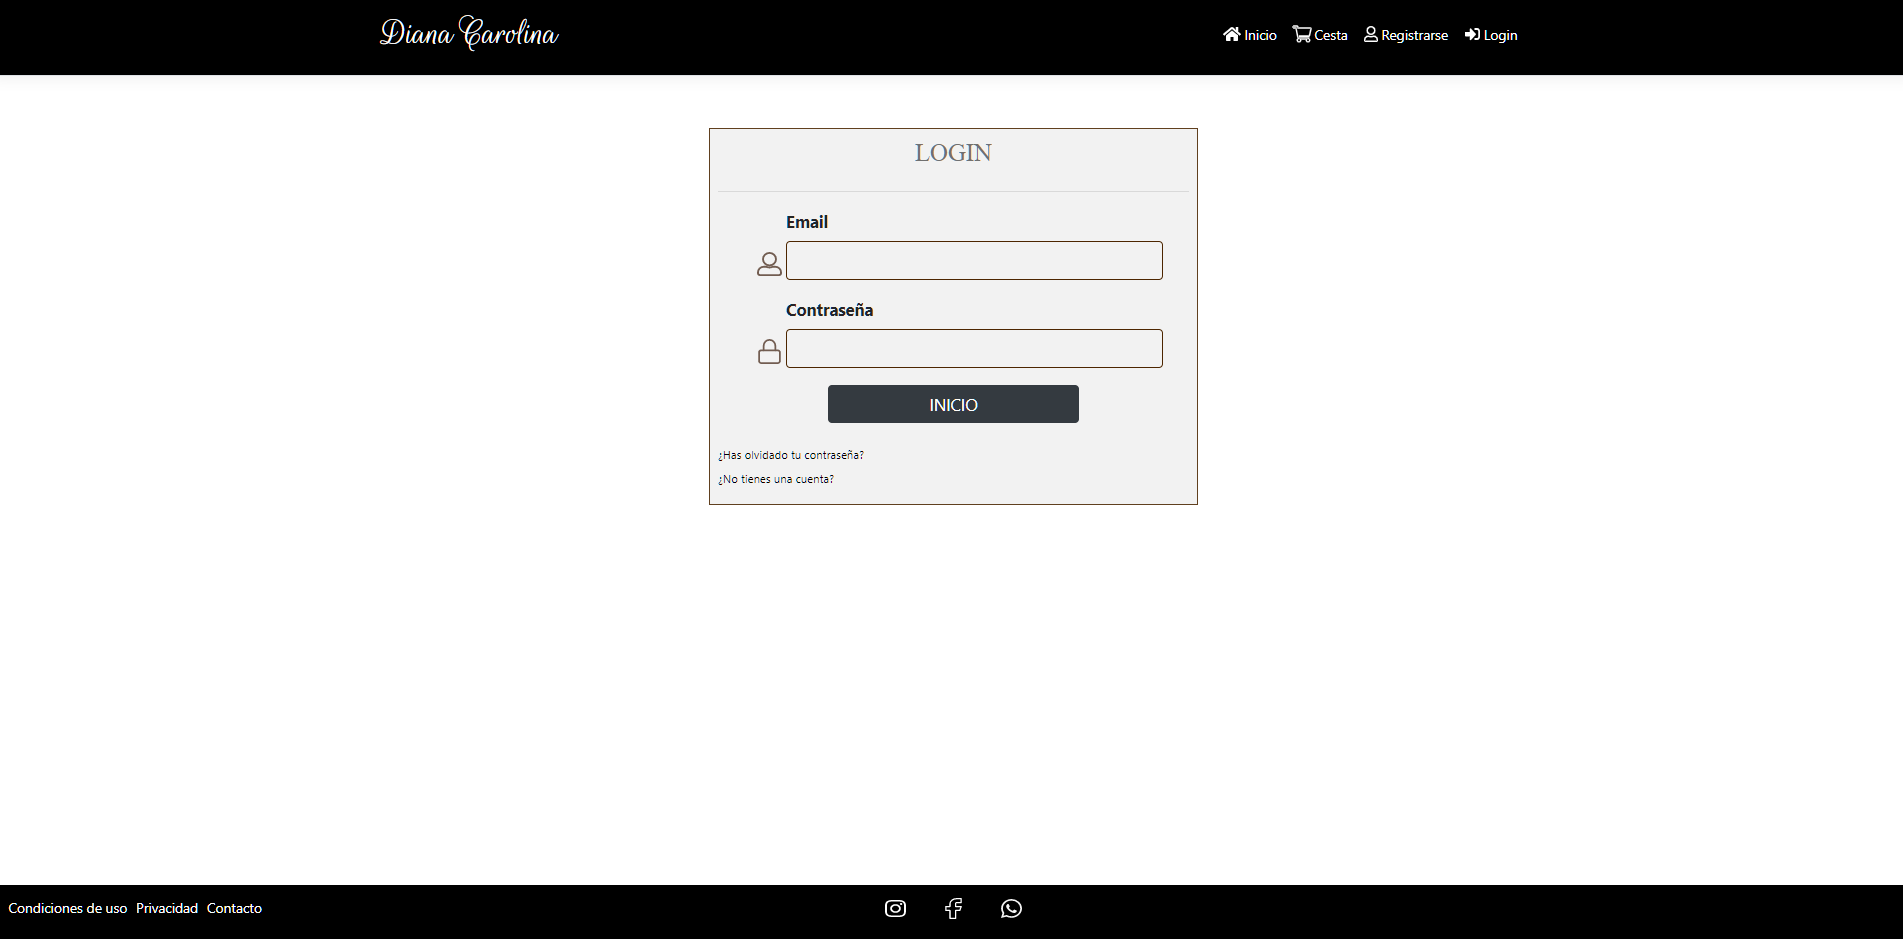 Diana Carolina
Inicio Cesta Registrarse Login
LOGIN
Email
Contraseña
INICIO
¿Has olvidado tu contraseña?
¿No tienes una cuenta?
Condiciones de uso Privacidad Contacto